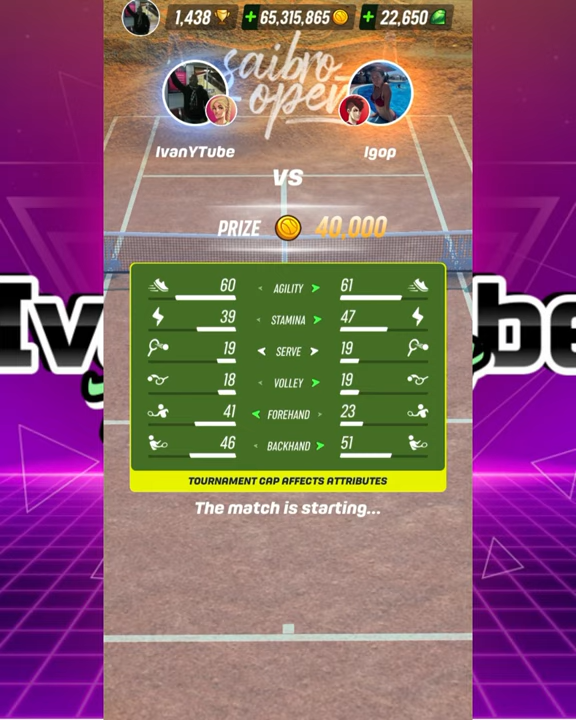 1,438 + 65,315,865 + 22,650
saibro
open
IvanYTube Igop
VS
PRIZE 40,000
60 AGILITY 61
39 STAMINA 47
19 SERVE 19
18 VOLLEY 19
41 FOREHAND 23
46 BACKHAND 51
TOURNAMENT CAP AFFECTS ATTRIBUTES
The match is starting...